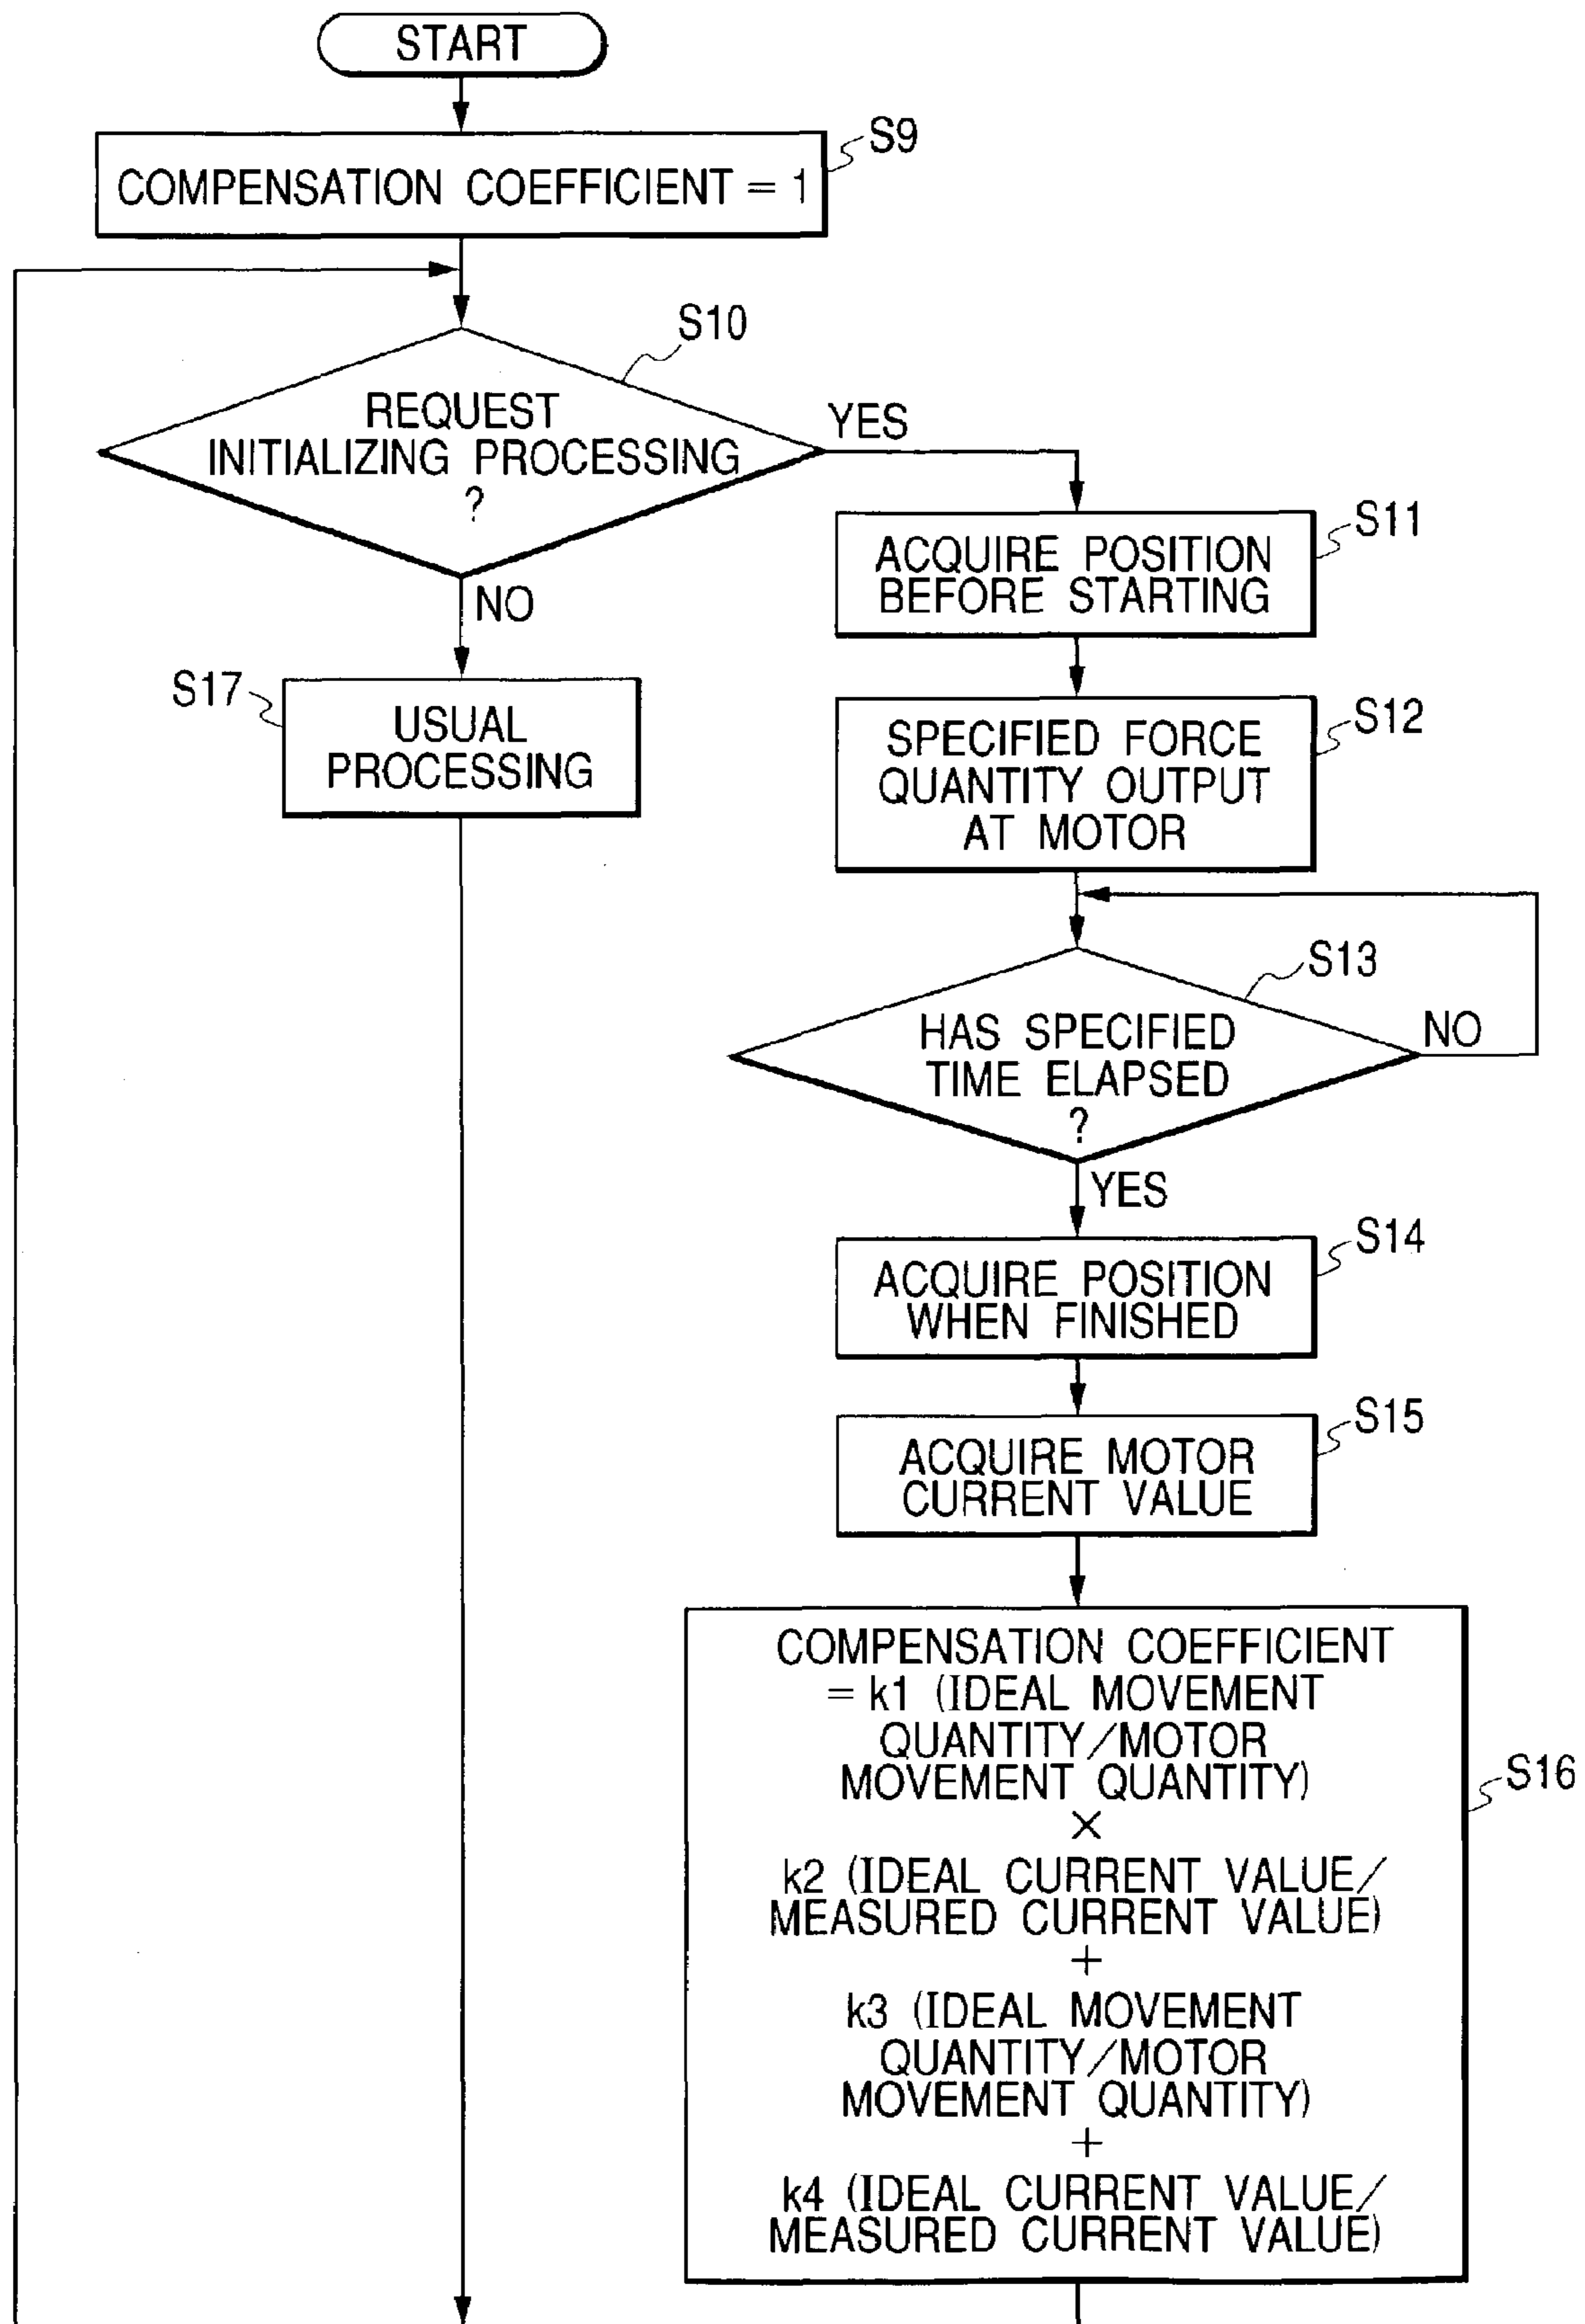 START
S9
COMPENSATION COEFFICIENT = 1
S10
REQUEST
INITIALIZING PROCESSING
?
YES
NO
S11
ACQUIRE POSITION
BEFORE STARTING
S17
USUAL
PROCESSING
S12
SPECIFIED FORCE
QUANTITY OUTPUT
AT MOTOR
S13
HAS SPECIFIED
TIME ELAPSED
?
NO
YES
S14
ACQUIRE POSITION
WHEN FINISHED
S15
ACQUIRE MOTOR
CURRENT VALUE
S16
COMPENSATION COEFFICIENT
= k1 (IDEAL MOVEMENT
QUANTITY/MOTOR
MOVEMENT QUANTITY)
×
k2 (IDEAL CURRENT VALUE/
MEASURED CURRENT VALUE)
+
k3 (IDEAL MOVEMENT
QUANTITY/MOTOR
MOVEMENT QUANTITY)
+
k4 (IDEAL CURRENT VALUE/
MEASURED CURRENT VALUE)